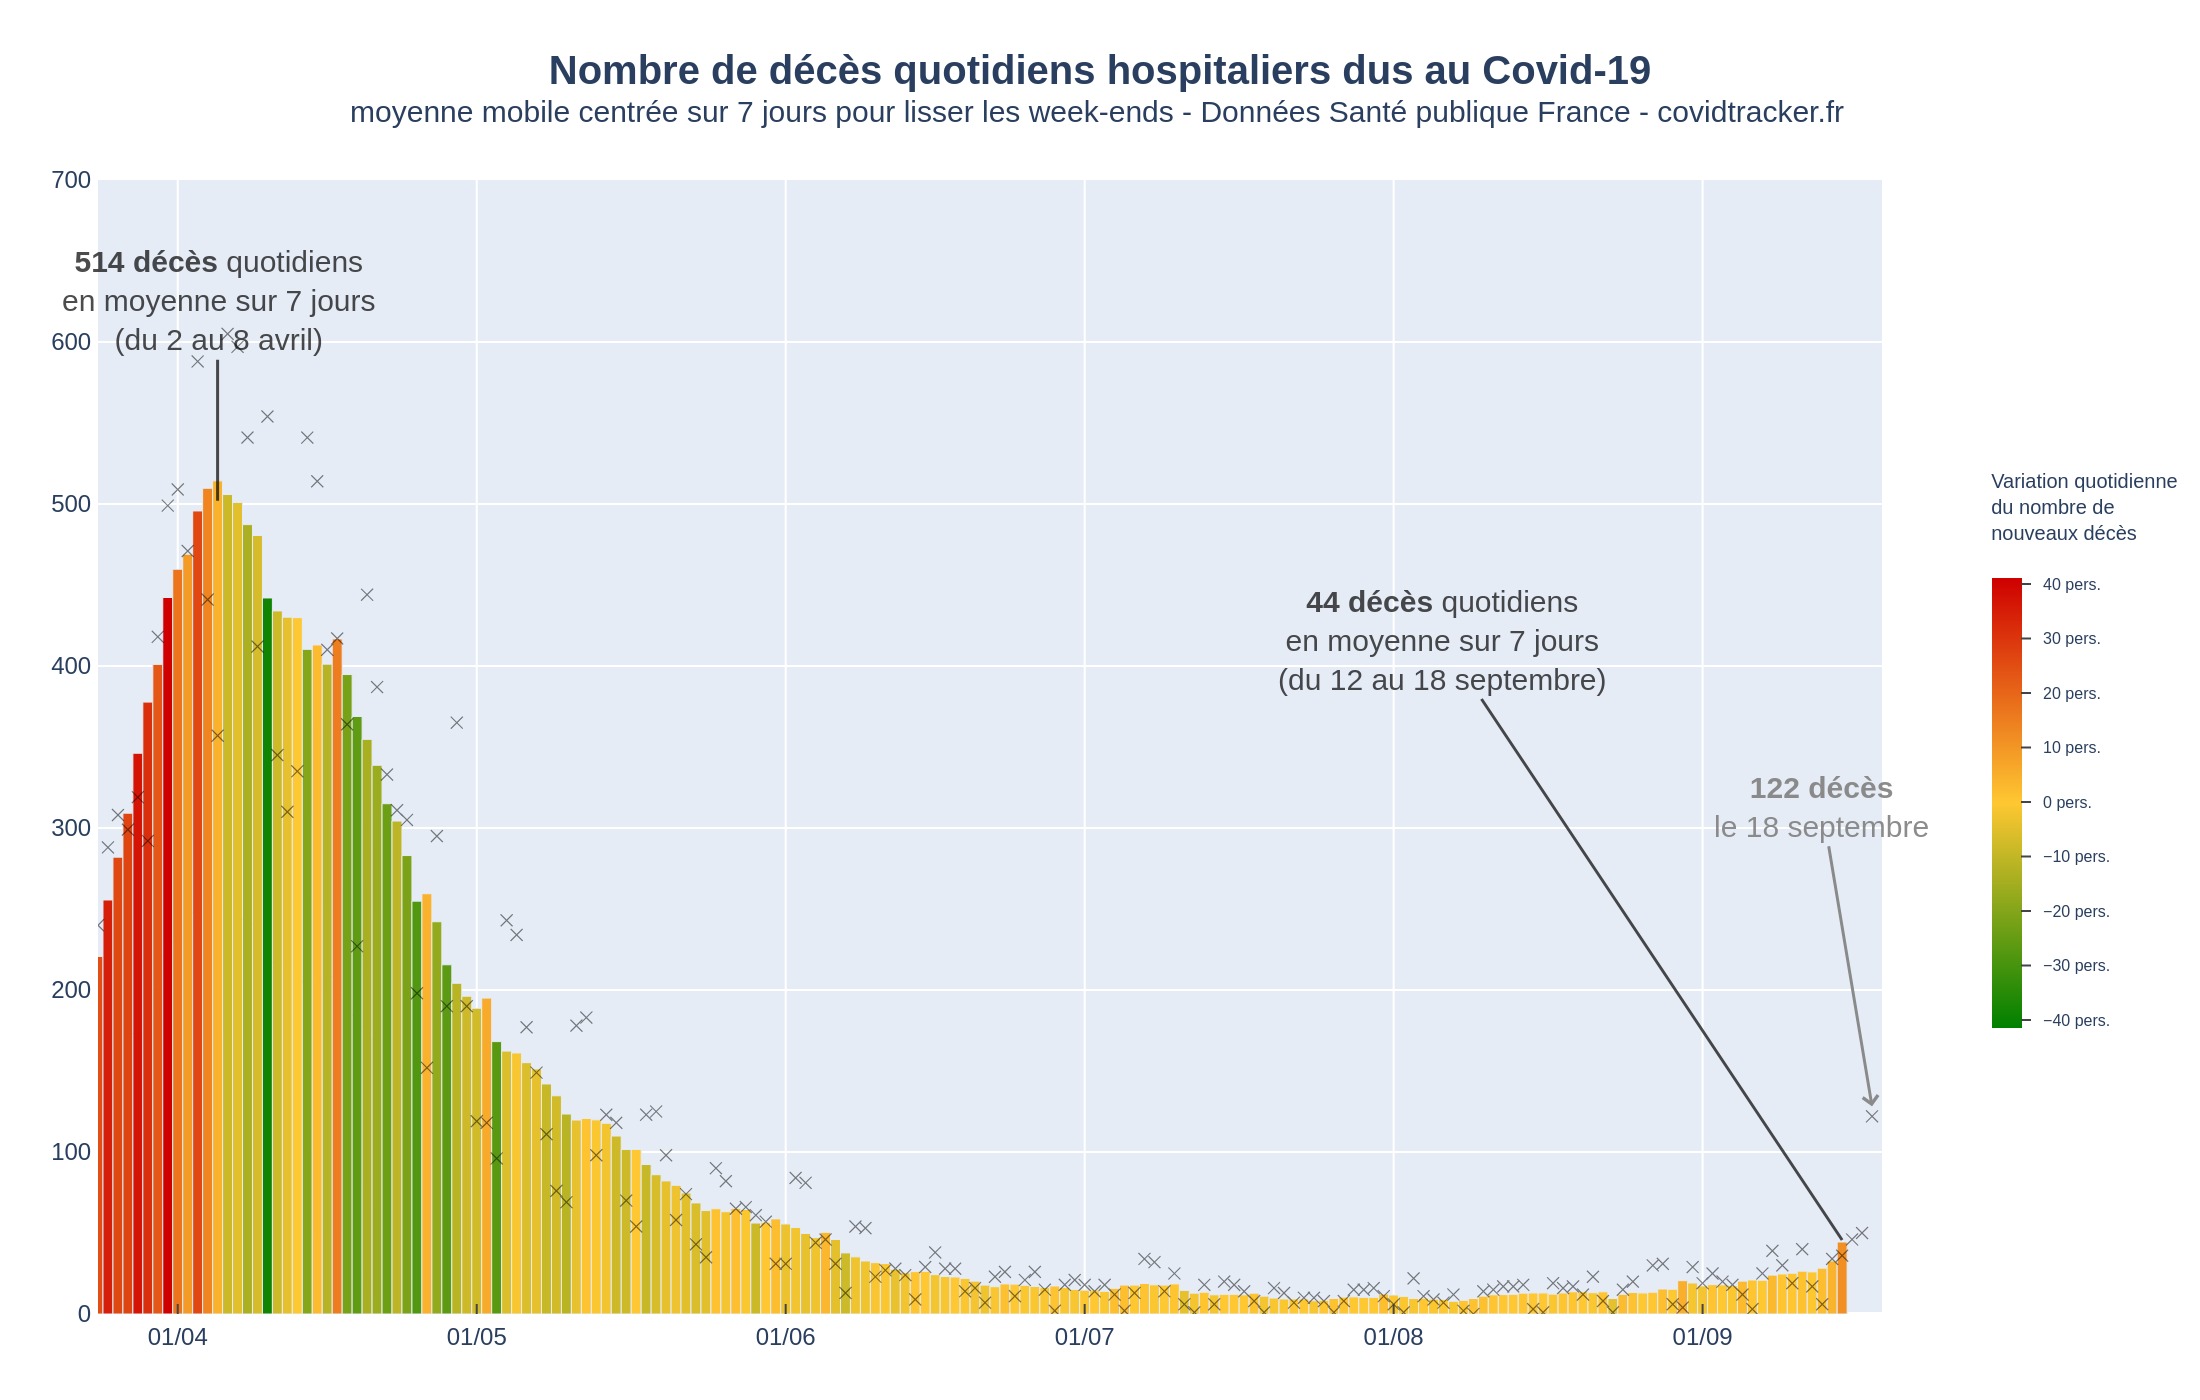 Nombre de décès quotidiens hospitaliers dus au Covid-19
moyenne mobile centrée sur 7 jours pour lisser les week-ends - Données Santé publique France - covidtracker.fr
700
600
500
400
300
200
100
0
514 décès quotidiens
en moyenne sur 7 jours
(du 2 au 8 avril)
44 décès quotidiens
en moyenne sur 7 jours
(du 12 au 18 septembre)
122 décès
le 18 septembre
01/04
01/05
01/06
01/07
01/08
01/09
Variation quotidienne
du nombre de
nouveaux décès
40 pers.
30 pers.
20 pers.
10 pers.
0 pers.
−10 pers.
−20 pers.
−30 pers.
−40 pers.